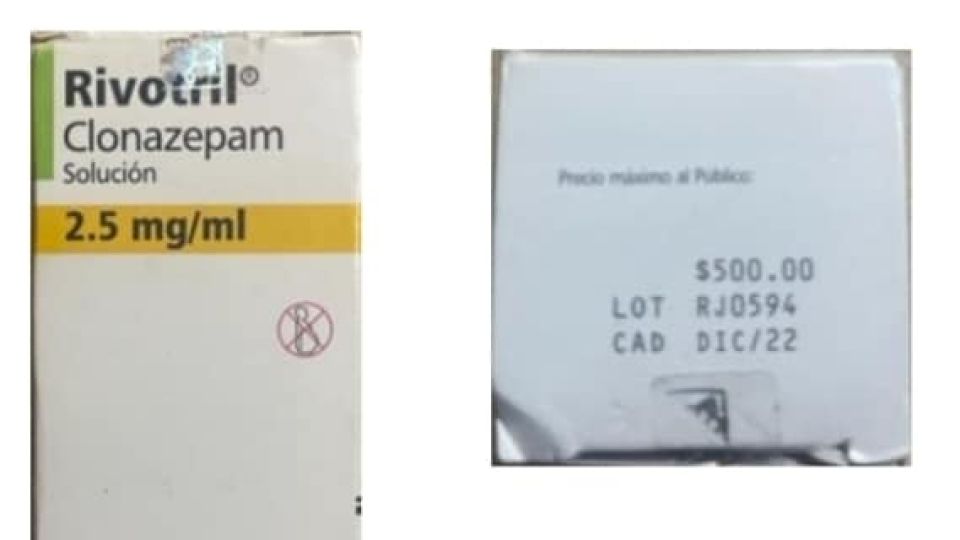 Rivotril®
Clonazepam
Solución
2.5 mg/ml
Precio máximo al Público:
$500.00
LOT RJ0594
CAD DIC/22